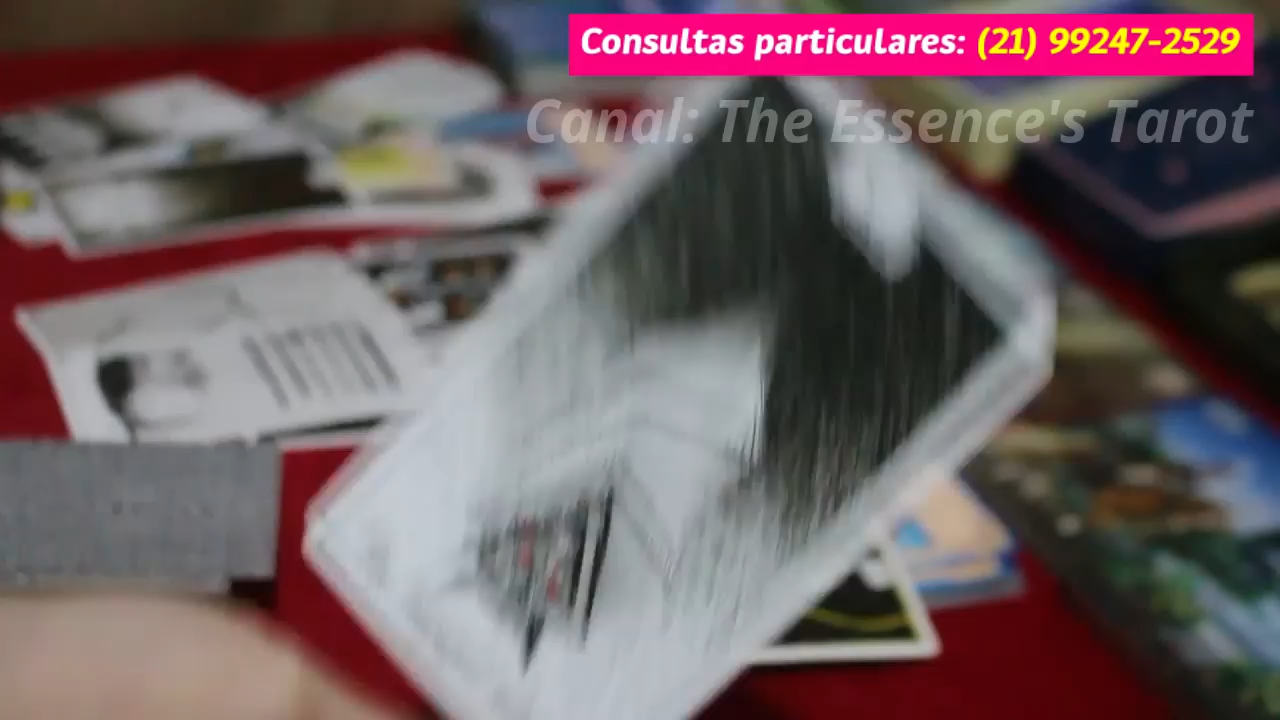 Consultas particulares: (21) 99247-2529
Canal: The Essence's Tarot